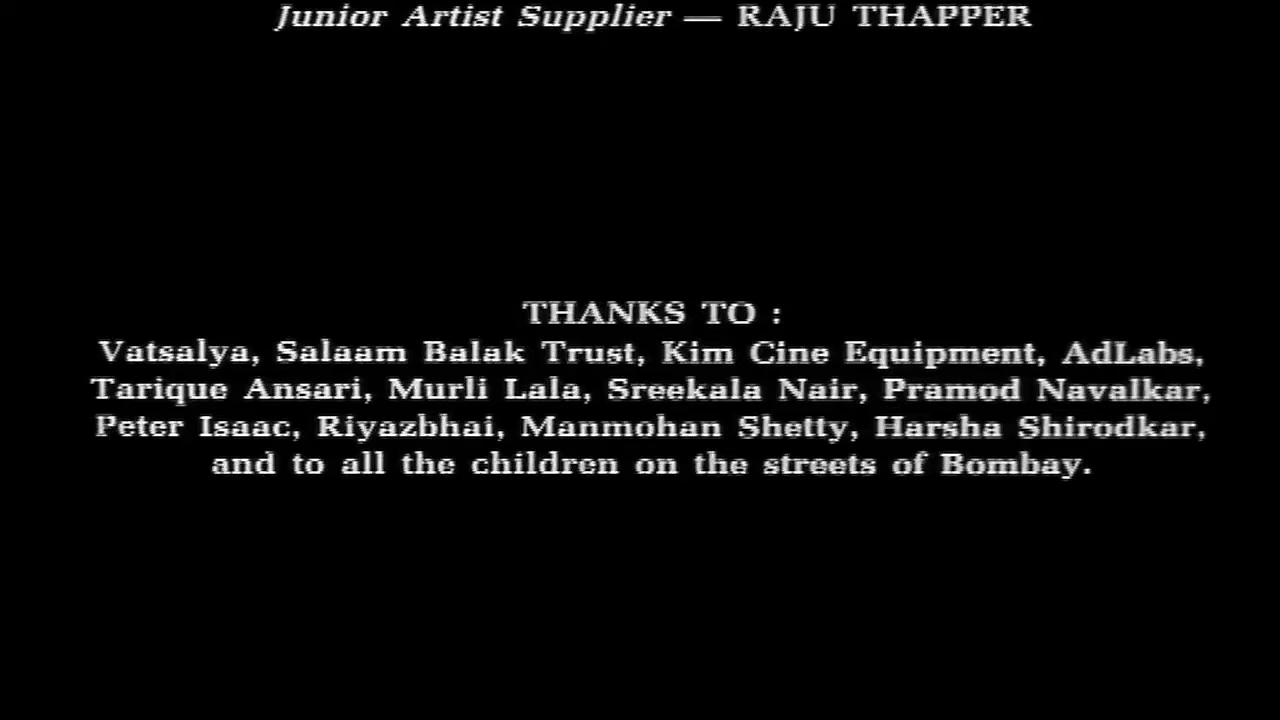 Junior Artist Supplier — RAJU THAPPER
THANKS TO :
Vatsalya, Salaam Balak Trust, Kim Cine Equipment, AdLabs,
Tarique Ansari, Murli Lala, Sreekala Nair, Pramod Navalkar,
Peter Isaac, Riyazbhai, Manmohan Shetty, Harsha Shirodkar,
and to all the children on the streets of Bombay.